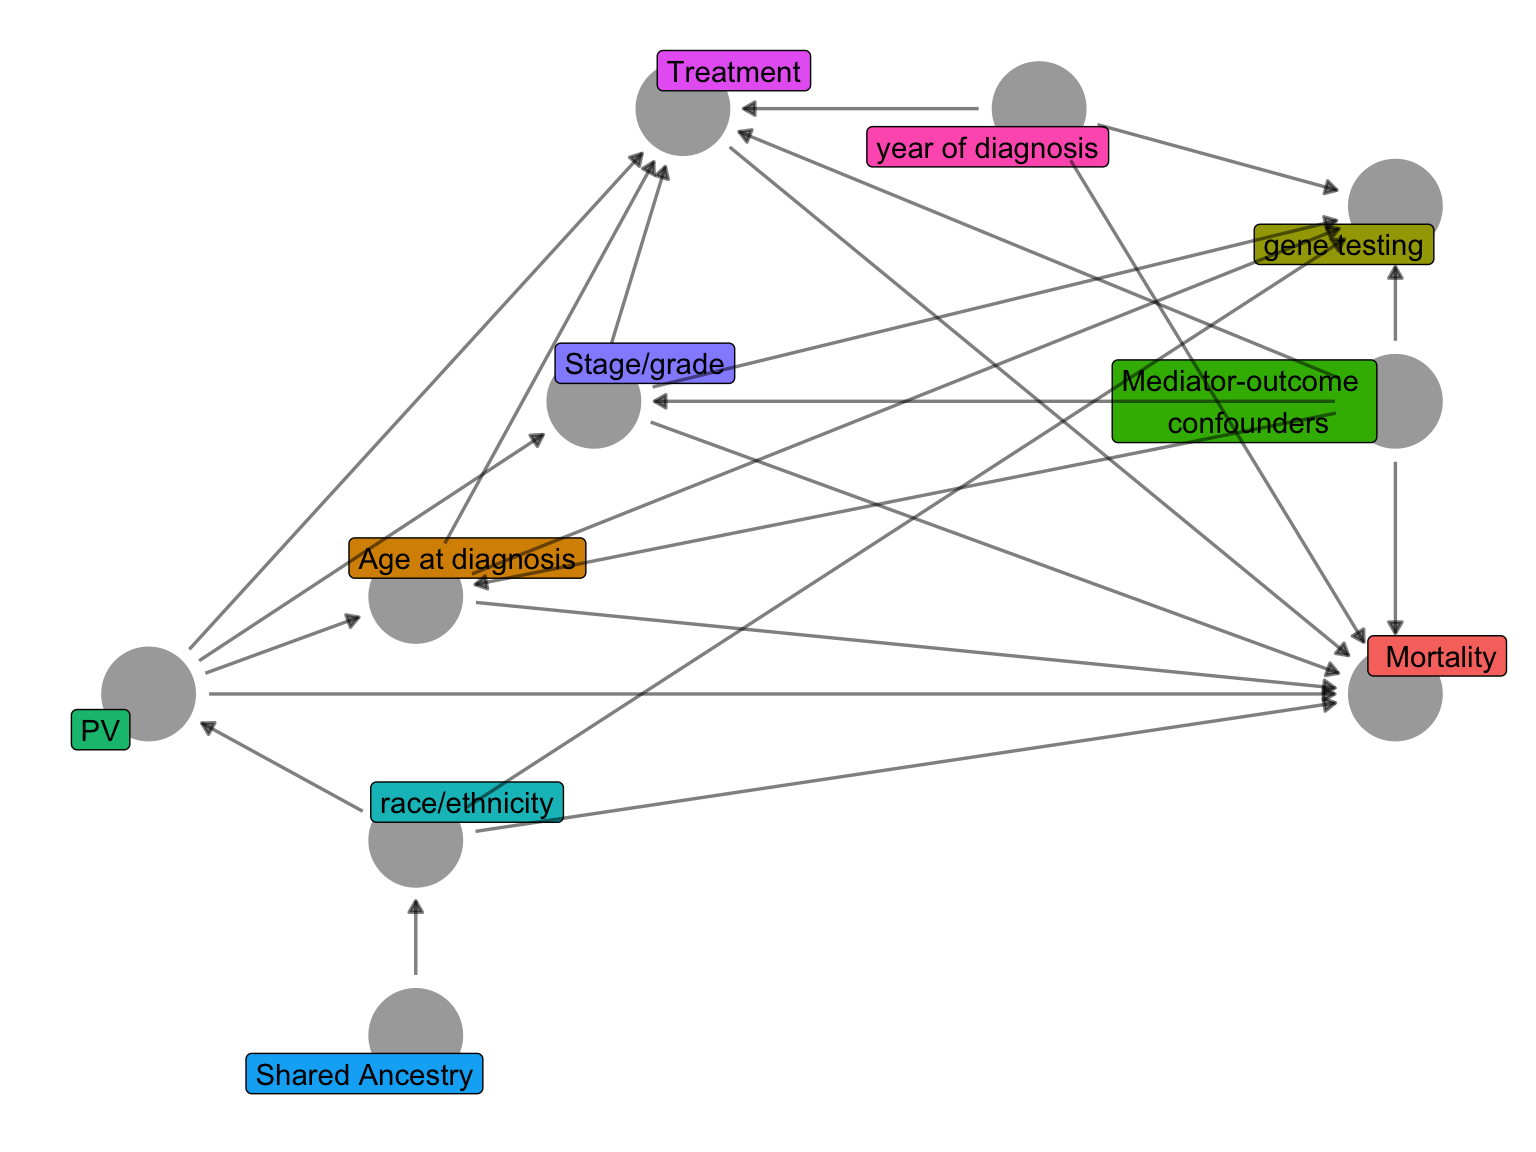 Treatment
year of diagnosis
gene testing
Stage/grade
Mediator-outcome
confounders
Age at diagnosis
Mortality
PV
race/ethnicity
Shared Ancestry